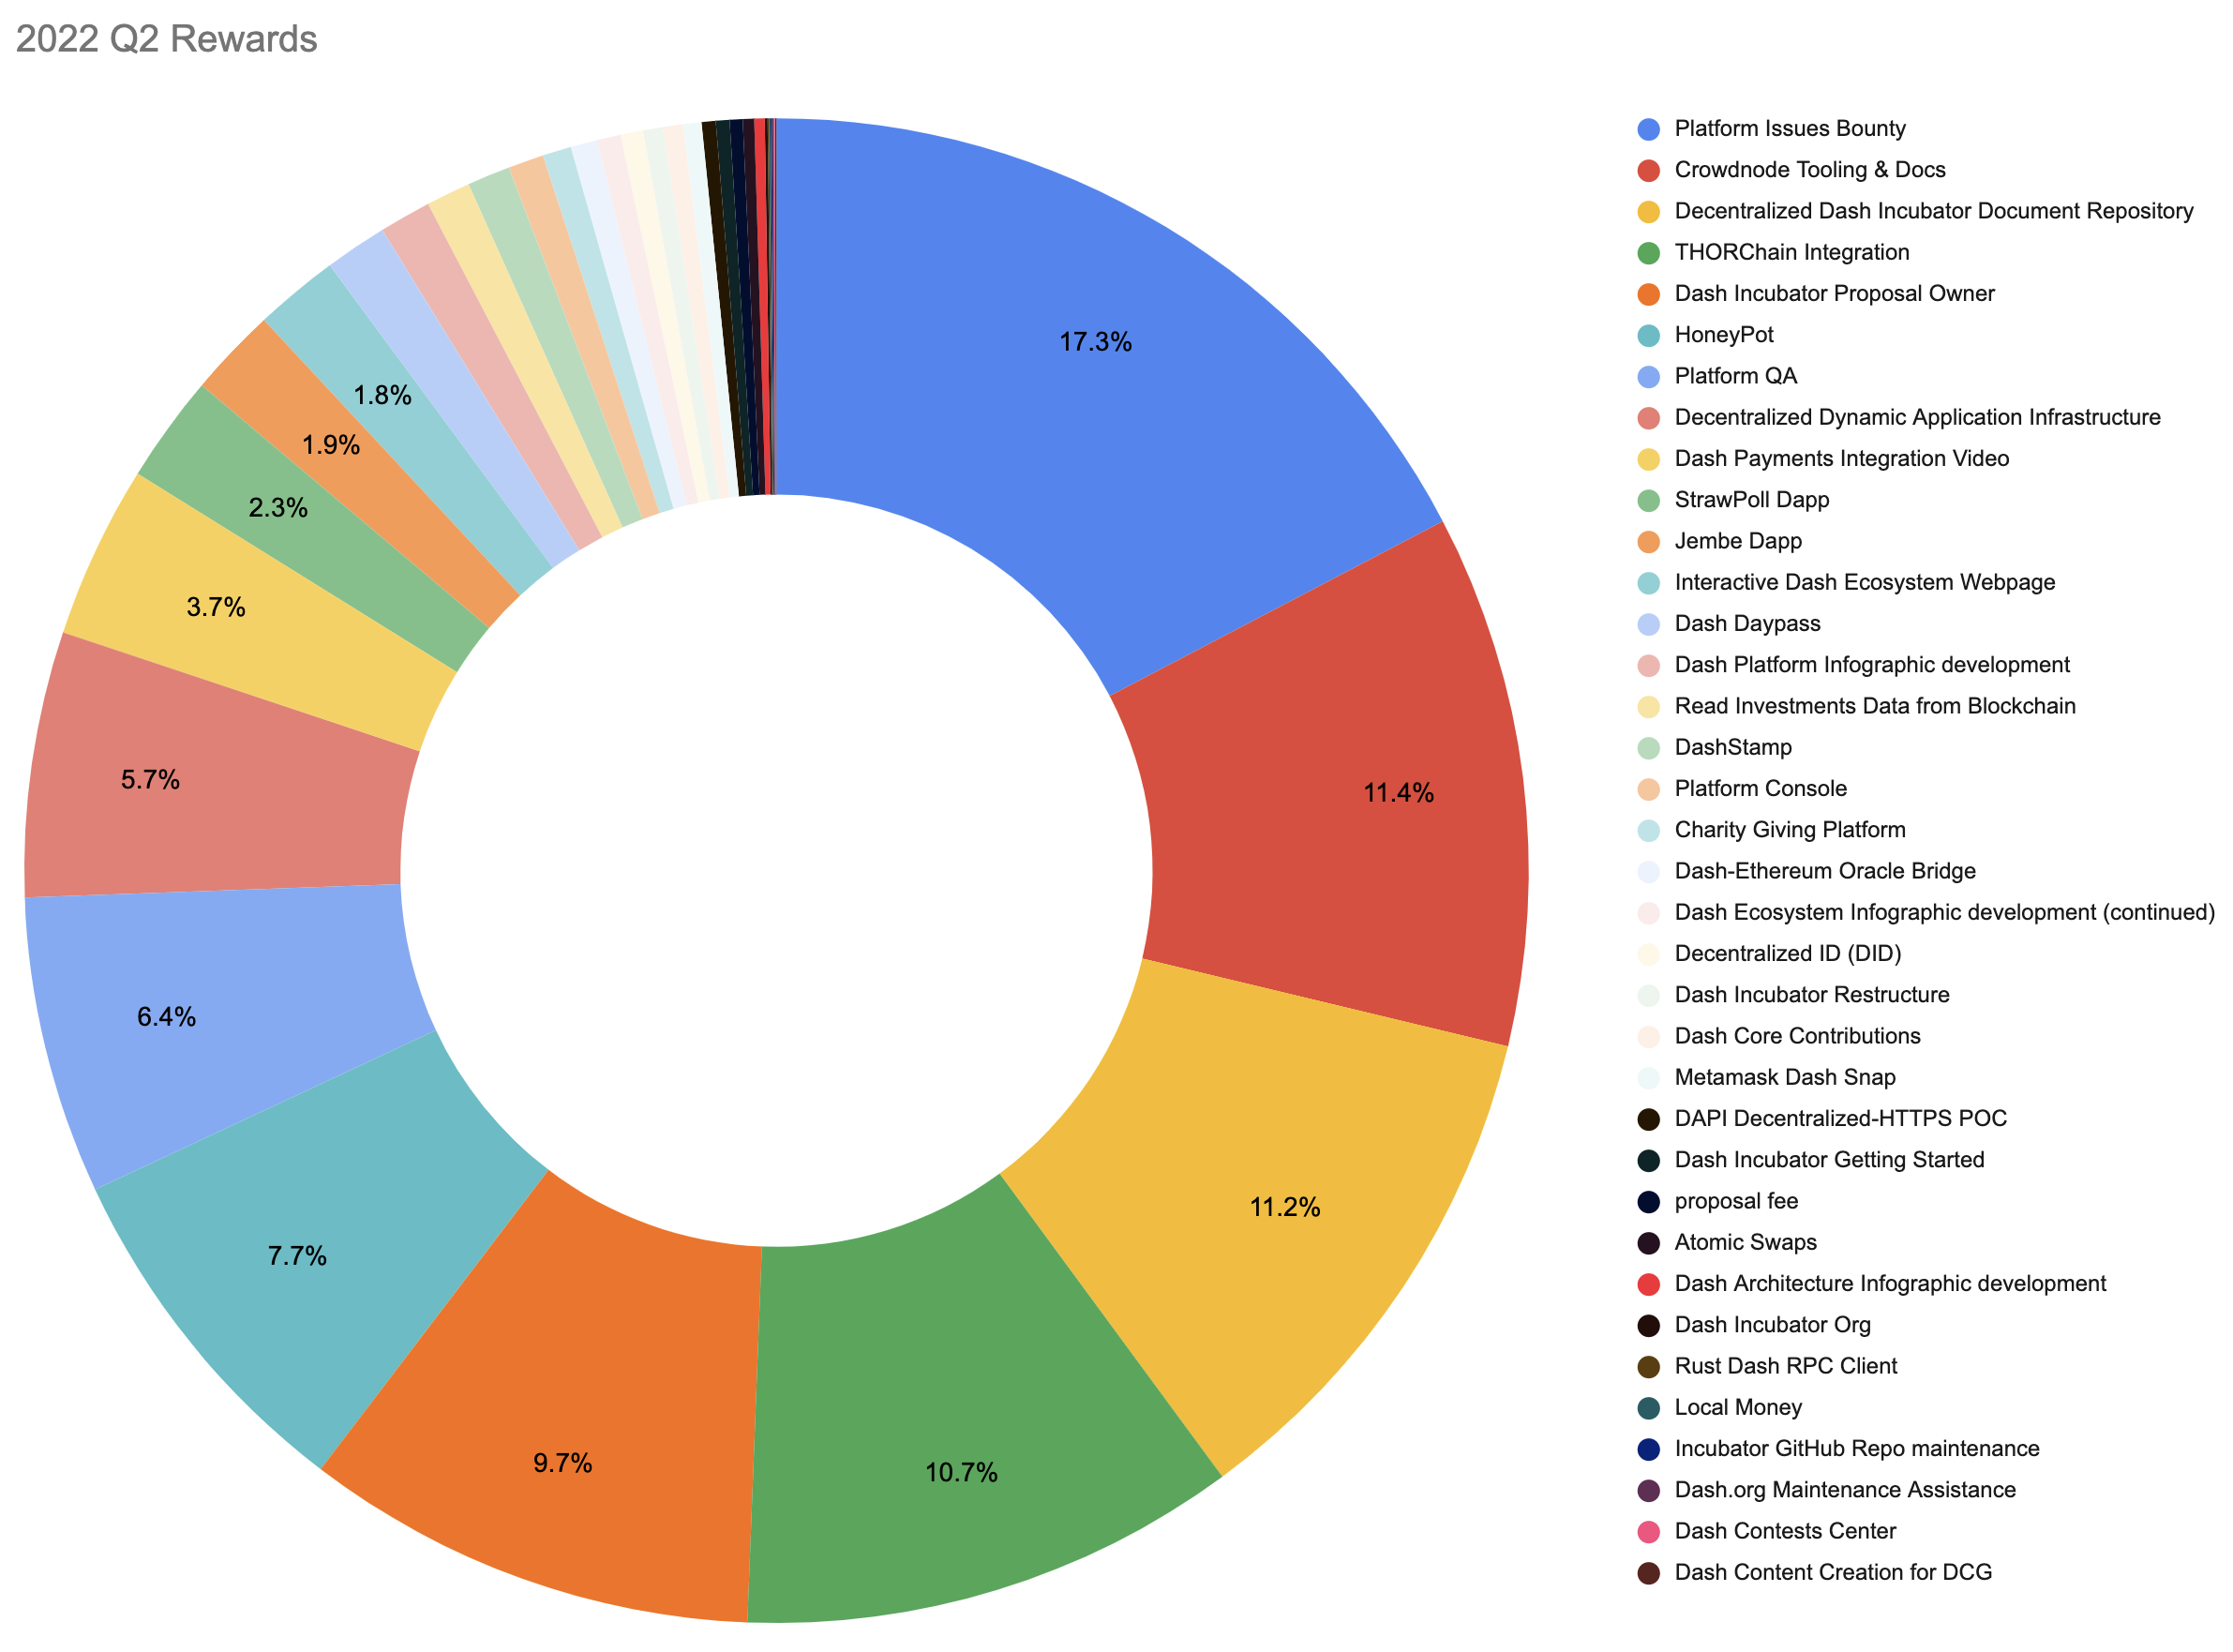 2022 Q2 Rewards
17.3%
11.4%
11.2%
10.7%
9.7%
7.7%
6.4%
5.7%
3.7%
2.3%
1.9%
1.8%
Platform Issues Bounty
Crowdnode Tooling & Docs
Decentralized Dash Incubator Document Repository
THORChain Integration
Dash Incubator Proposal Owner
HoneyPot
Platform QA
Decentralized Dynamic Application Infrastructure
Dash Payments Integration Video
StrawPoll Dapp
Jembe Dapp
Interactive Dash Ecosystem Webpage
Dash Daypass
Dash Platform Infographic development
Read Investments Data from Blockchain
DashStamp
Platform Console
Charity Giving Platform
Dash-Ethereum Oracle Bridge
Dash Ecosystem Infographic development (continued)
Decentralized ID (DID)
Dash Incubator Restructure
Dash Core Contributions
Metamask Dash Snap
DAPI Decentralized-HTTPS POC
Dash Incubator Getting Started
proposal fee
Atomic Swaps
Dash Architecture Infographic development
Dash Incubator Org
Rust Dash RPC Client
Local Money
Incubator GitHub Repo maintenance
Dash.org Maintenance Assistance
Dash Contests Center
Dash Content Creation for DCG